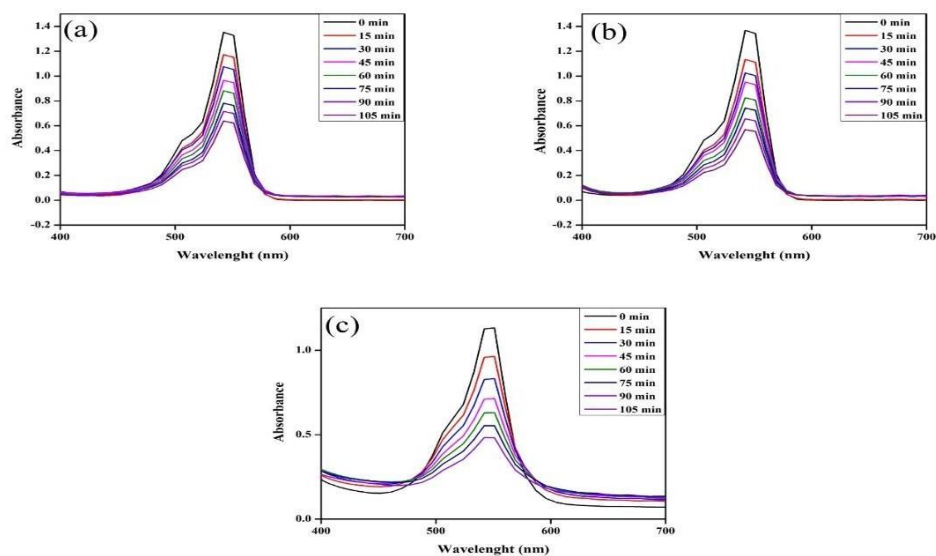 (a)
0 min
15 min
30 min
45 min
60 min
75 min
90 min
105 min
1.4
1.2
1.0
0.8
0.6
0.4
0.2
0.0
-0.2
Absorbance
400
500
600
700
Wavelenght (nm)
(b)
0 min
15 min
30 min
45 min
60 min
75 min
90 min
105 min
1.4
1.2
1.0
0.8
0.6
0.4
0.2
0.0
-0.2
Absorbance
400
500
600
700
Wavelenght (nm)
(c)
0 min
15 min
30 min
45 min
60 min
75 min
90 min
105 min
1.0
0.5
0.0
Absorbance
400
500
600
700
Wavelenght (nm)